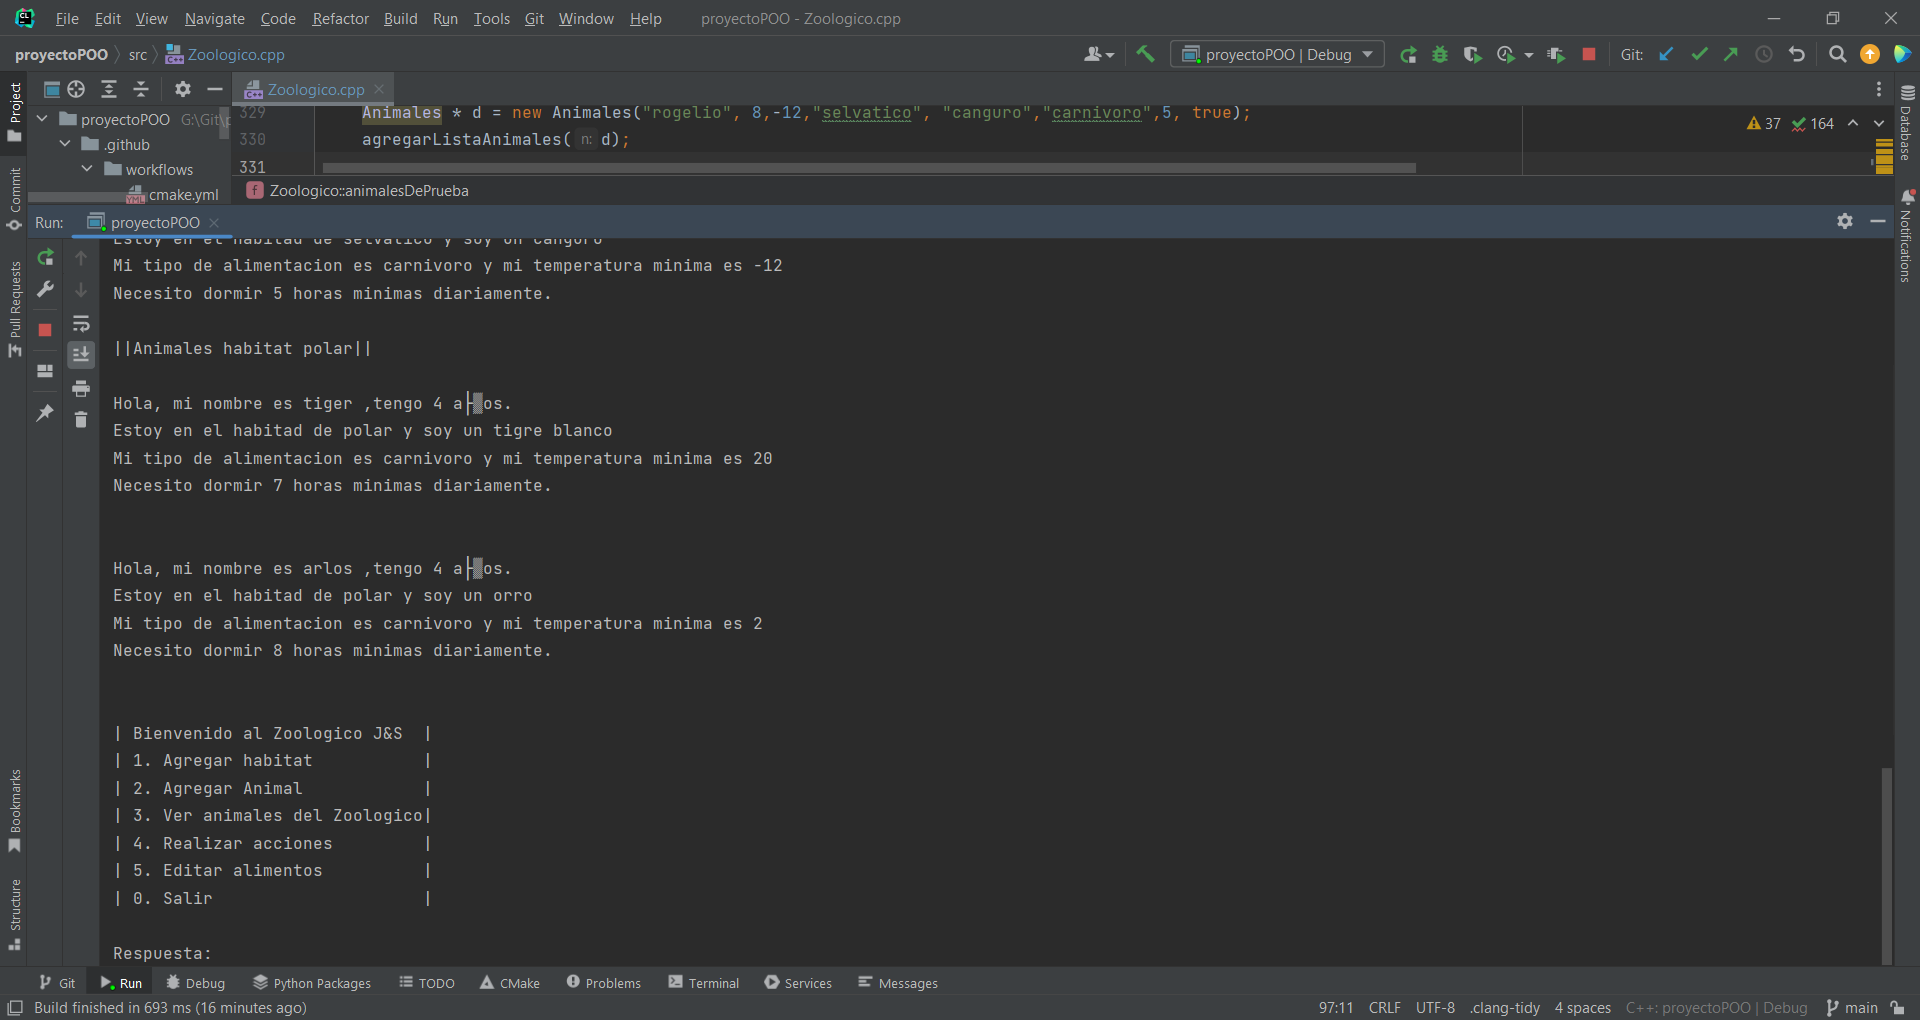 File Edit View Navigate Code Refactor Build Run Tools Git Window Help proyectoPOO - Zoologico.cpp
proyectoPOO src Zoologico.cpp proyectoPOO | Debug Git:
Project
Commit
Pull Requests
Bookmarks
Structure
Zoologico.cpp
proyectoPOO G:\Git\p
.github
workflows
cmake.yml
329 Animales * d = new Animales("rogelio", 8,-12,"selvatico", "canguro","carnivoro",5, true);
330 agregarListaAnimales( n: d);
331
37 164
Zoologico::animalesDePrueba
Database
Notifications
Run: proyectoPOO
Estoy en el habitad de selvatico y soy un canguro
Mi tipo de alimentacion es carnivoro y mi temperatura minima es -12
Necesito dormir 5 horas minimas diariamente.
||Animales habitat polar||
Hola, mi nombre es tiger ,tengo 4 a├▒os.
Estoy en el habitad de polar y soy un tigre blanco
Mi tipo de alimentacion es carnivoro y mi temperatura minima es 20
Necesito dormir 7 horas minimas diariamente.
Hola, mi nombre es arlos ,tengo 4 a├▒os.
Estoy en el habitad de polar y soy un orro
Mi tipo de alimentacion es carnivoro y mi temperatura minima es 2
Necesito dormir 8 horas minimas diariamente.
| Bienvenido al Zoologico J&S |
| 1. Agregar habitat |
| 2. Agregar Animal |
| 3. Ver animales del Zoologico|
| 4. Realizar acciones |
| 5. Editar alimentos |
| 0. Salir |
Respuesta:
Git Run Debug Python Packages TODO CMake Problems Terminal Services Messages
Build finished in 693 ms (16 minutes ago) 97:11 CRLF UTF-8 .clang-tidy 4 spaces C++: proyectoPOO | Debug main